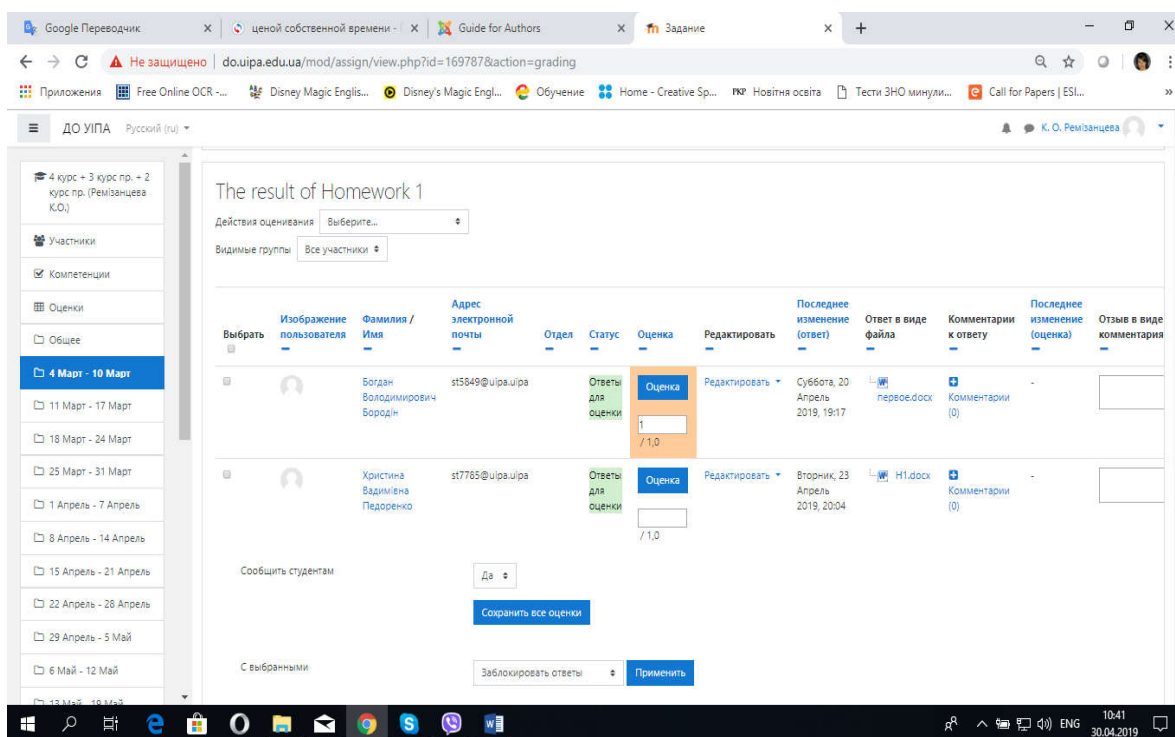 Google Переводчик
ценой собственной времени -
Guide for Authors
Задание
Не защищено
do.uipa.edu.ua/mod/assign/view.php?id=169787&action=grading
Приложения
Free Online OCR -...
Disney Magic Englis...
Disney's Magic Engl...
Обучение
Home - Creative Sp...
РКР Новітня освіта
Тести ЗНО минули...
Call for Papers | ESI...
»
ДО УІПА
Русский (ru)
К. О. Ремізанцева
4 курс + 3 курс пр. + 2
курс пр. (Ремізанцева
К.О.)
Участники
Компетенции
Оценки
Общее
4 Март - 10 Март
11 Март - 17 Март
18 Март - 24 Март
25 Март - 31 Март
1 Апрель - 7 Апрель
8 Апрель - 14 Апрель
15 Апрель - 21 Апрель
22 Апрель - 28 Апрель
29 Апрель - 5 Май
6 Май - 12 Май
13 Май - 19 Май
The result of Homework 1
Действия оценивания Выберите...
Видимые группы Все участники
Выбрать
Изображение
пользователя
Фамилия /
Имя
Адрес
электронной
почты
Отдел
Статус
Оценка
Редактировать
Последнее
изменение
(ответ)
Ответ в виде
файла
Комментарии
к ответу
Последнее
изменение
(оценка)
Отзыв в виде
комментария
Богдан
Володимирович
Бородін
st5849@uipa.uipa
Ответы
для
оценки
Оценка
1
/ 1,0
Редактировать
Суббота, 20
Апрель
2019, 19:17
первое.docx
Комментарии
(0)
-
Христина
Вадимівна
Педоренко
st7785@uipa.uipa
Ответы
для
оценки
Оценка
/ 1,0
Редактировать
Вторник, 23
Апрель
2019, 20:04
H1.docx
Комментарии
(0)
-
Сообщить студентам
Да
Сохранить все оценки
С выбранными
Заблокировать ответы
Применить
ENG
10:41
30.04.2019